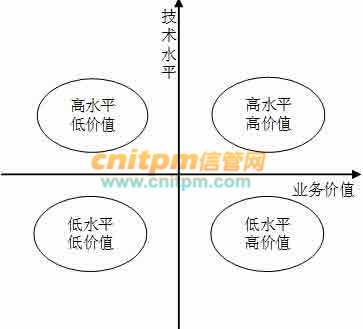 技术水平
高水平
低价值
高水平
高价值
cnitpm信管网
www.cnitpm.com
业务价值
低水平
低价值
低水平
高价值